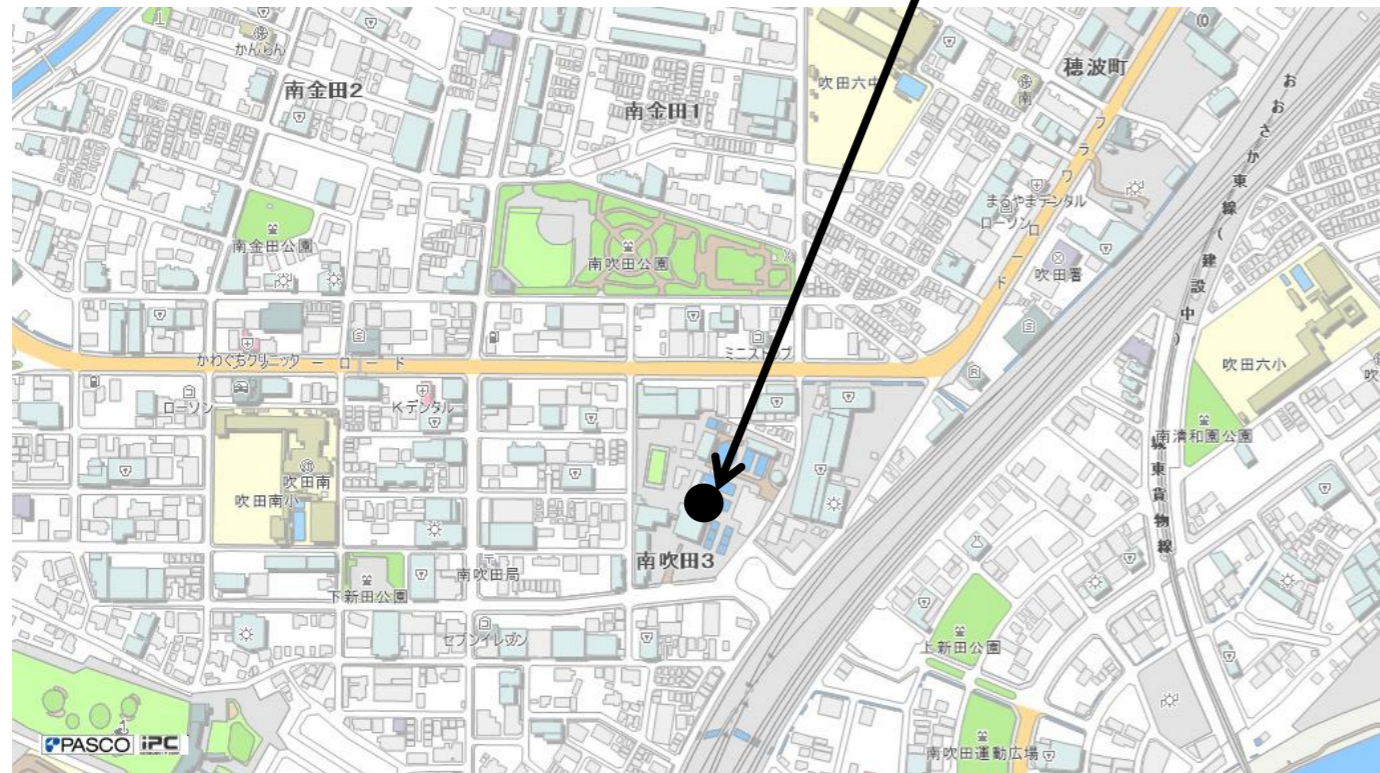 かんらん
南金田2
南金田1
吹田六中
南
穂波町
おおさか東線(建設中)
フラワーロード
まるやまデンタル
ローソン
吹田署
南金田公園
南吹田公園
ミニストップ
かわぐちクリニック
ーロード
ローソン
Kデンタル
吹田六小
吹
南清和園公園
城東貨物線
吹田南
吹田南小
南吹田3
南吹田局
下新田公園
セブンイレブン
上新田公園
南吹田運動広場
PASCO iPC